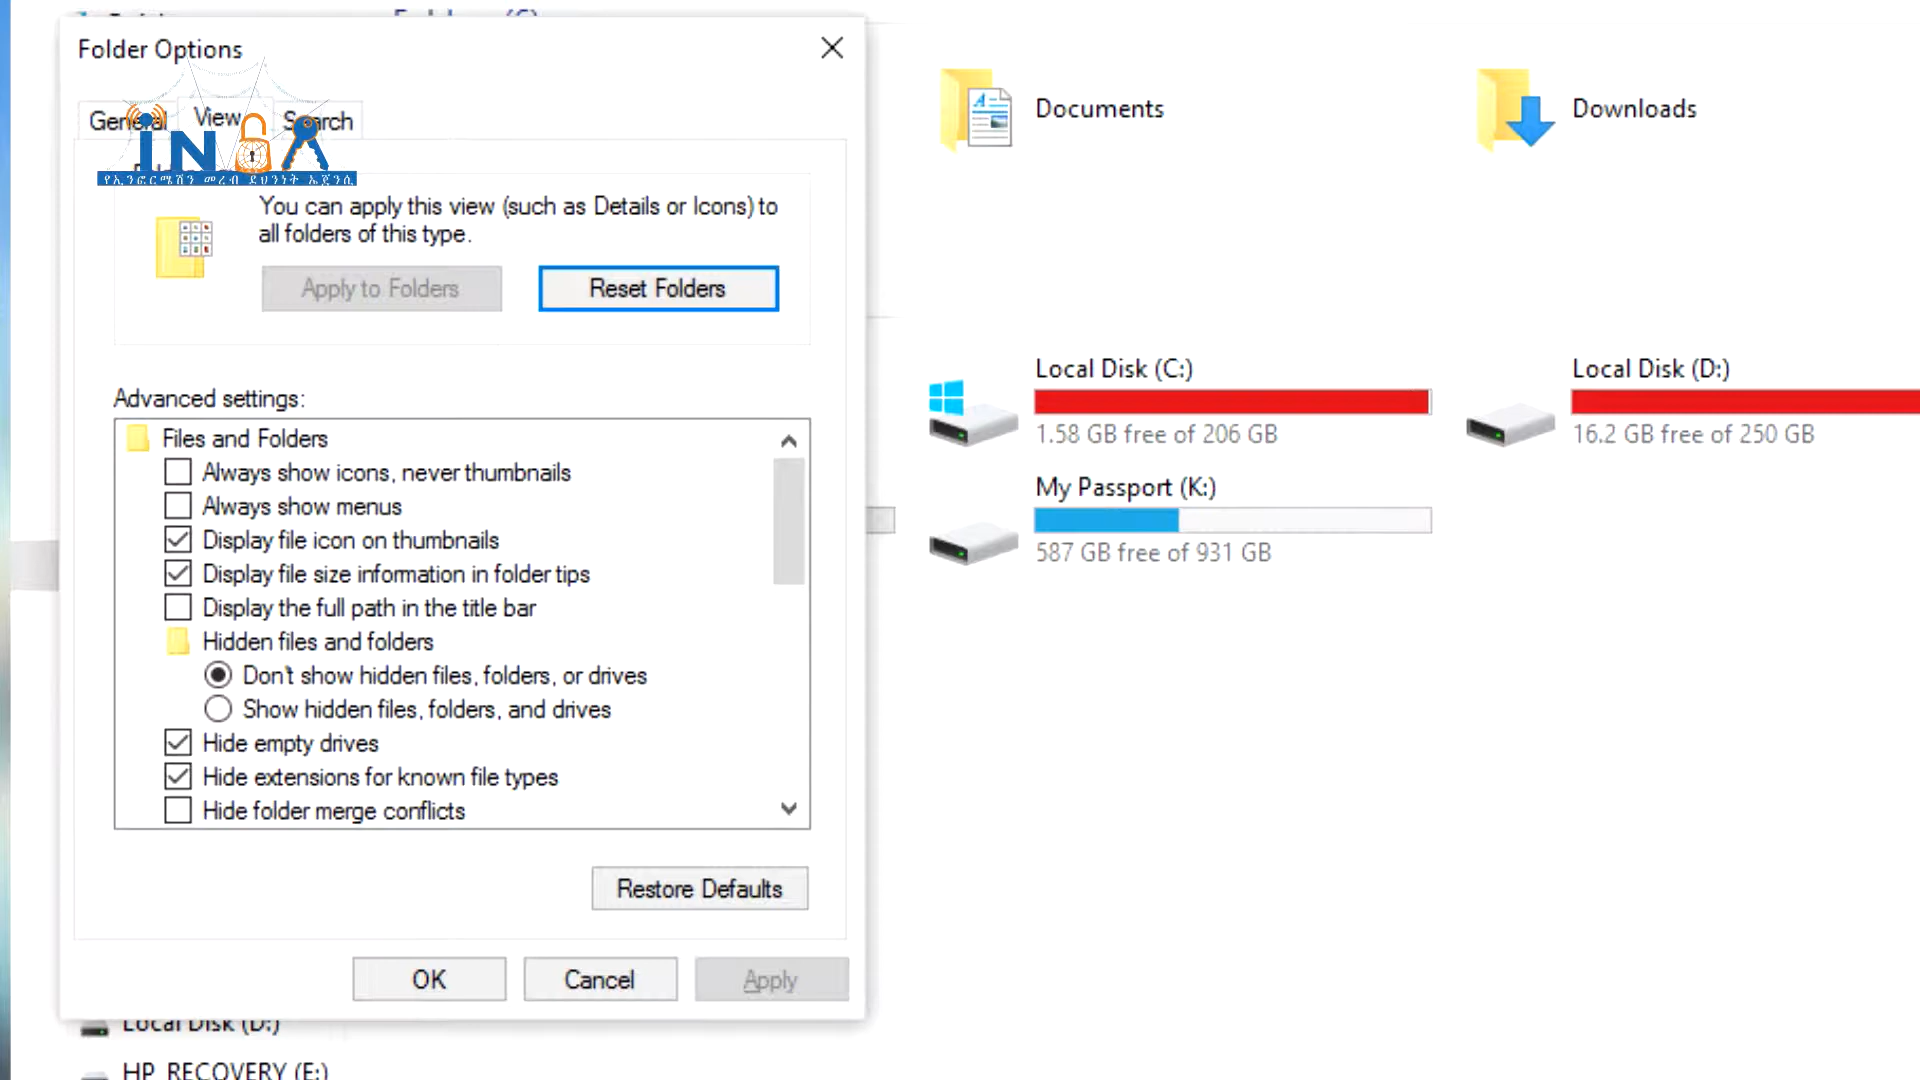 Folder Options
General
View
Search
INSA
የኢንፎርሜሽን መረብ ደህንነት ኤጀንሲ
You can apply this view (such as Details or Icons) to
all folders of this type.
Apply to Folders
Reset Folders
Advanced settings:
Files and Folders
Always show icons, never thumbnails
Always show menus
Display file icon on thumbnails
Display file size information in folder tips
Display the full path in the title bar
Hidden files and folders
Don't show hidden files, folders, or drives
Show hidden files, folders, and drives
Hide empty drives
Hide extensions for known file types
Hide folder merge conflicts
Restore Defaults
OK
Cancel
Apply
Local Disk (D:)
HP_RECOVERY (E:)
Documents
Downloads
Local Disk (C:)
1.58 GB free of 206 GB
Local Disk (D:)
16.2 GB free of 250 GB
My Passport (K:)
587 GB free of 931 GB